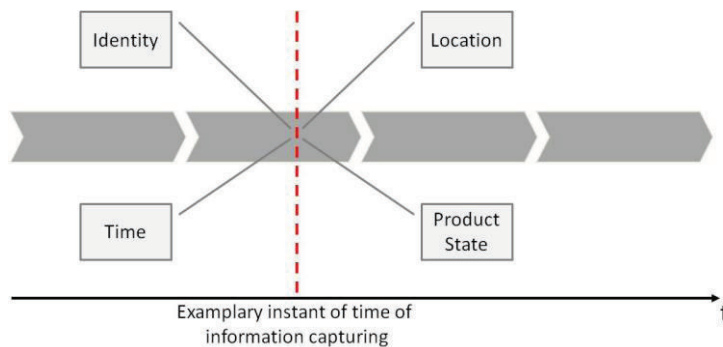 Identity
Location
Time
Product
State
Examplary instant of time of
information capturing
t